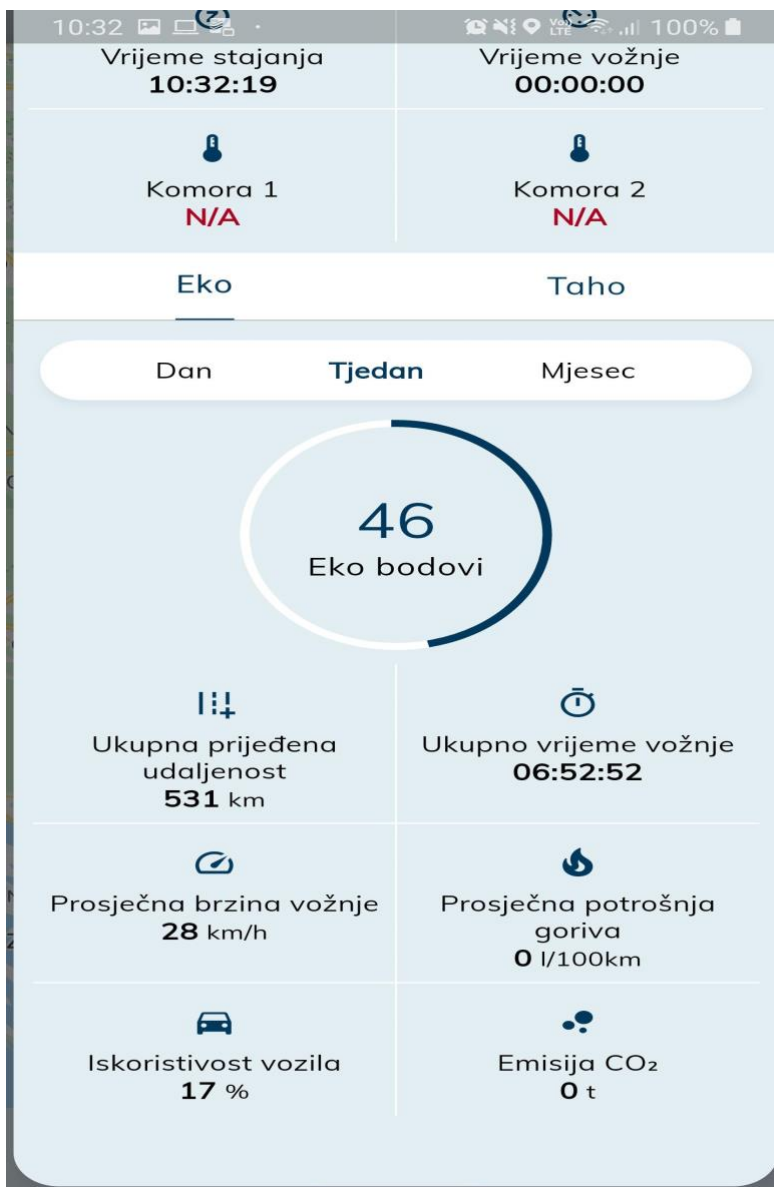 10:32 100%
Vrijeme stajanja Vrijeme vožnje
10:32:19 00:00:00
Komora 1 Komora 2
N/A N/A
Eko Taho
Dan Tjedan Mjesec
46
Eko bodovi
Ukupna prijeđena
udaljenost
531 km
Ukupno vrijeme vožnje
06:52:52
Prosječna brzina vožnje
28 km/h
Prosječna potrošnja
goriva
0 l/100km
Iskoristivost vozila
17 %
Emisija CO₂
0 t